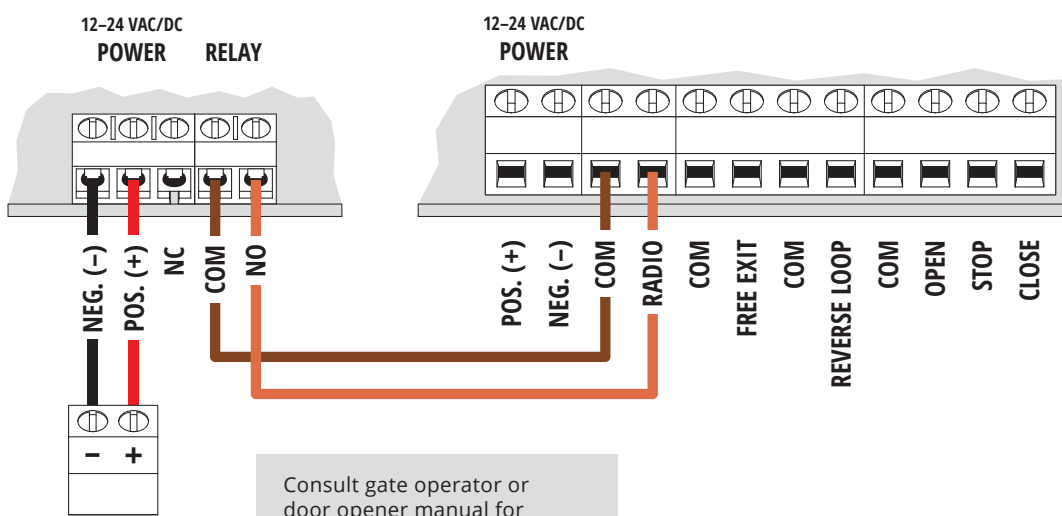 12–24 VAC/DC
POWER RELAY
NEG. (–)
POS. (+)
NC
COM
NO
– +
12–24 VAC/DC
POWER
POS. (+)
NEG. (–)
COM
RADIO
COM
FREE EXIT
COM
REVERSE LOOP
COM
OPEN
STOP
CLOSE
Consult gate operator or
door opener manual for